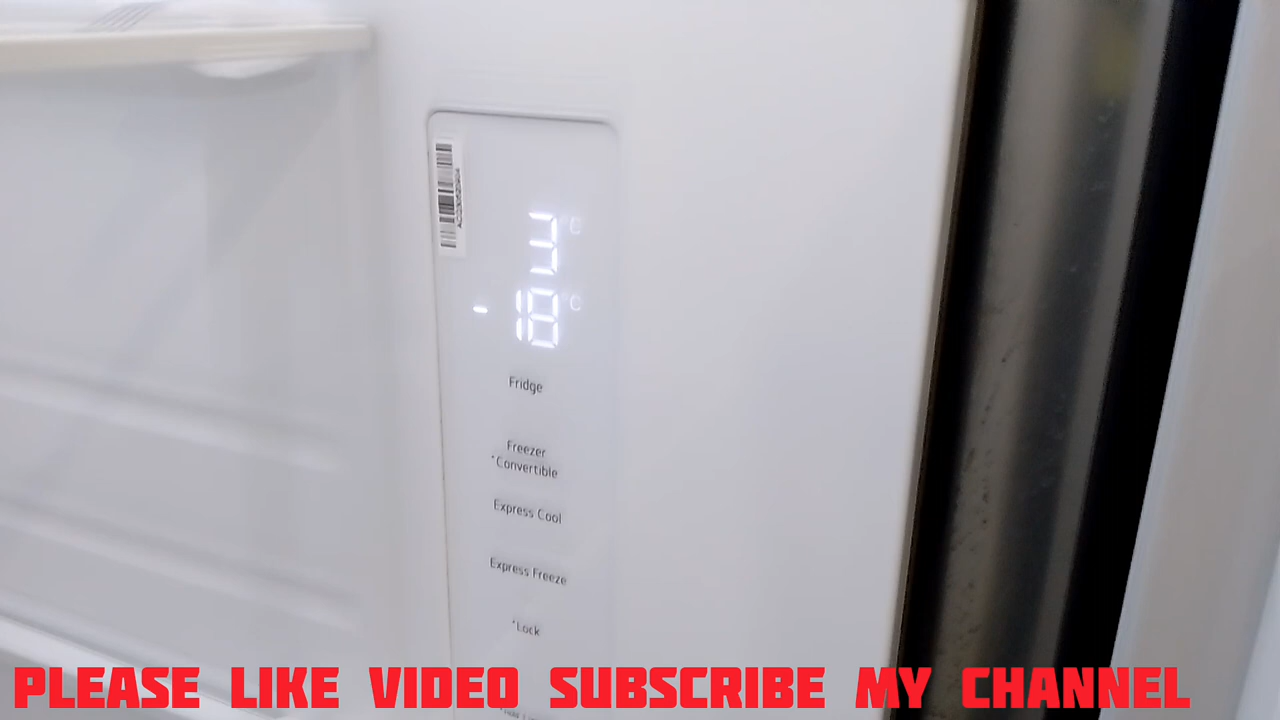 3 °C
-18 °C
Fridge
Freezer
*Convertible
Express Cool
Express Freeze
*Lock
PLEASE LIKE VIDEO SUBSCRIBE MY CHANNEL